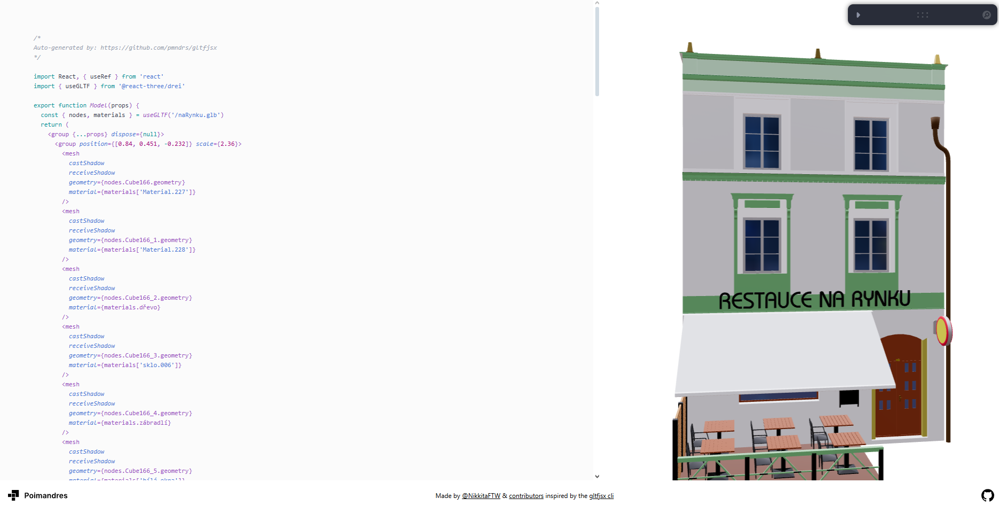 /*
Auto-generated by: https://github.com/pmndrs/gltfjsx
*/
import React, { useRef } from 'react'
import { useGLTF } from '@react-three/drei'
export function Model(props) {
const { nodes, materials } = useGLTF('/naRynku.glb')
return (
<group {...props} dispose={null}>
<group position={[0.84, 0.451, -0.232]} scale={2.36}>
<mesh
castShadow
receiveShadow
geometry={nodes.Cube166.geometry}
material={materials['Material.227']}
/>
<mesh
castShadow
receiveShadow
geometry={nodes.Cube166_1.geometry}
material={materials['Material.228']}
/>
<mesh
castShadow
receiveShadow
geometry={nodes.Cube166_2.geometry}
material={materials.dřevo}
/>
<mesh
castShadow
receiveShadow
geometry={nodes.Cube166_3.geometry}
material={materials['sklo.006']}
/>
<mesh
castShadow
receiveShadow
geometry={nodes.Cube166_4.geometry}
material={materials.zábradlí}
/>
<mesh
castShadow
receiveShadow
geometry={nodes.Cube166_5.geometry}
material={materials['bílá okna']}
RESTAUCE NA RYNKU
Poimandres
Made by @NikkitaFTW & contributors inspired by the gltfjsx cli